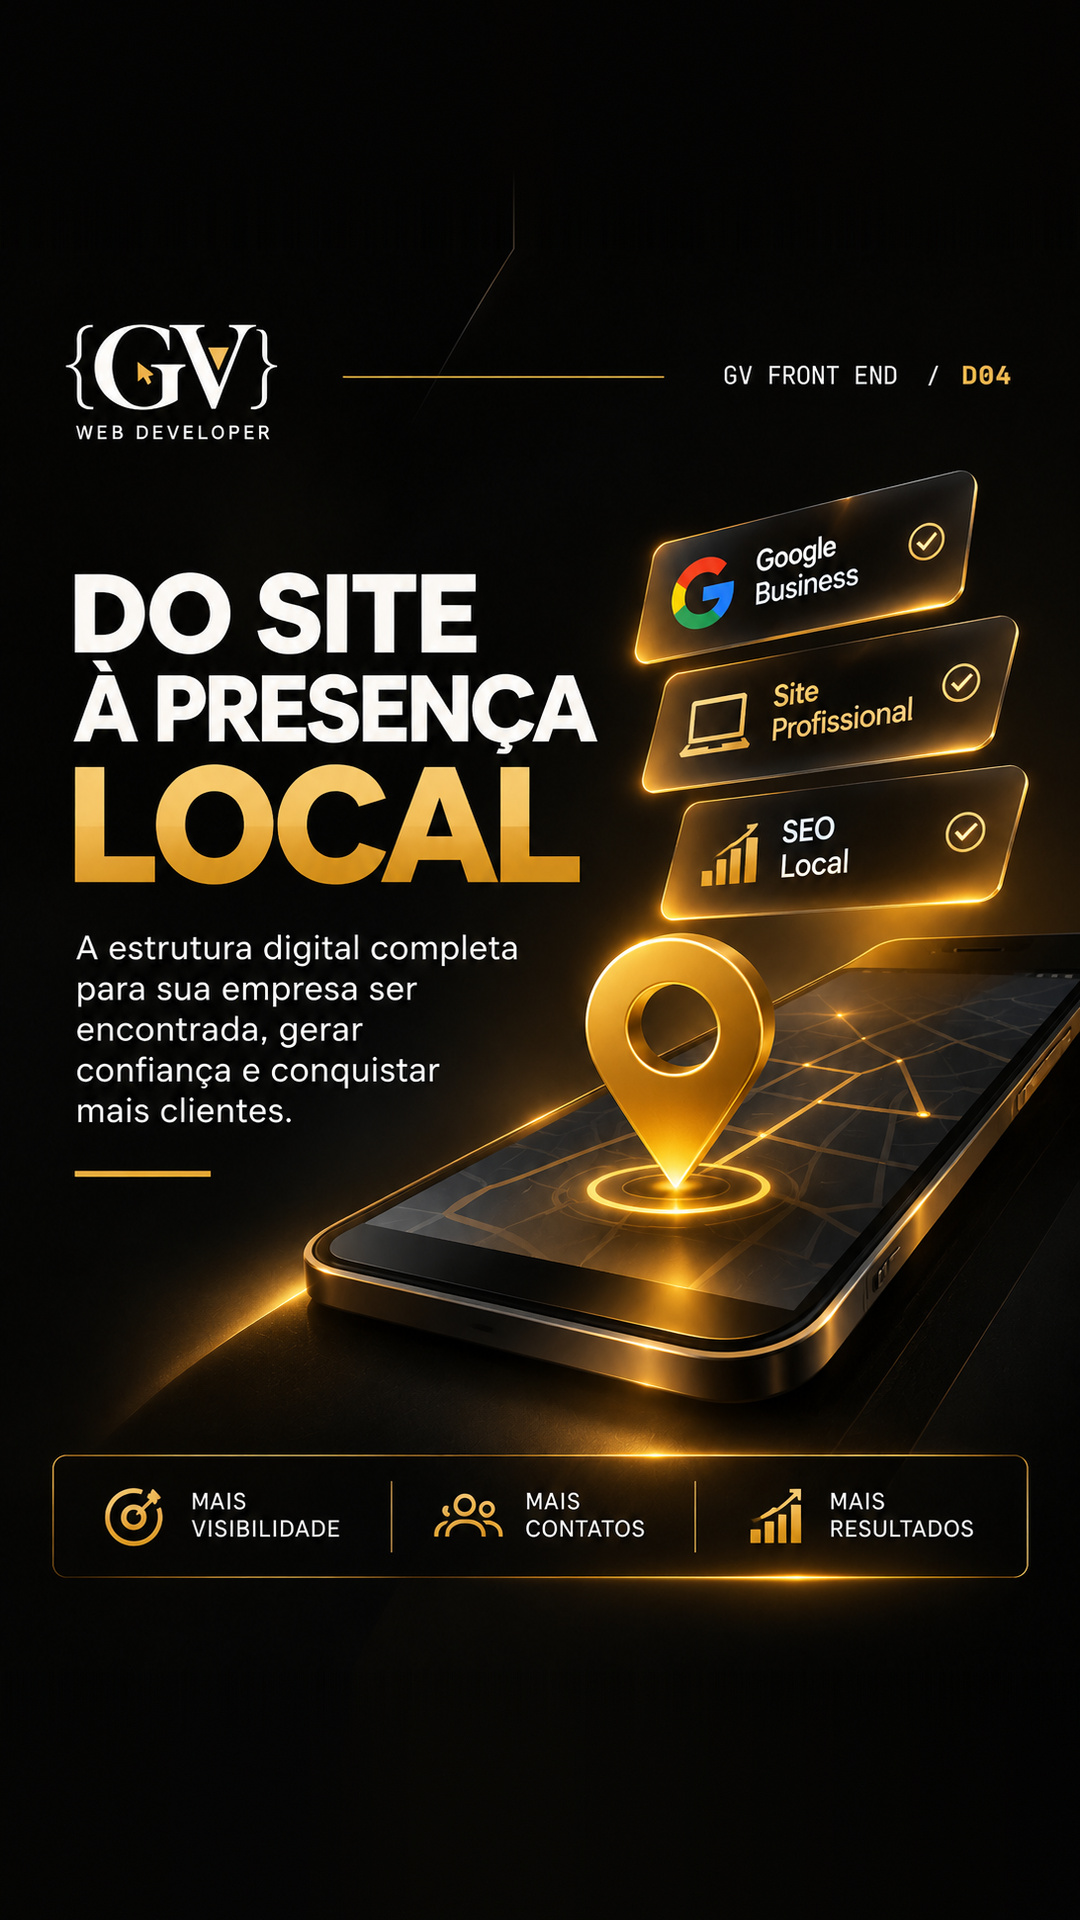 {GV}
WEB DEVELOPER
GV FRONT END / D04
DO SITE
À PRESENÇA
LOCAL
A estrutura digital completa
para sua empresa ser
encontrada, gerar
confiança e conquistar
mais clientes.
Google
Business
Site
Profissional
SEO
Local
MAIS
VISIBILIDADE
MAIS
CONTATOS
MAIS
RESULTADOS